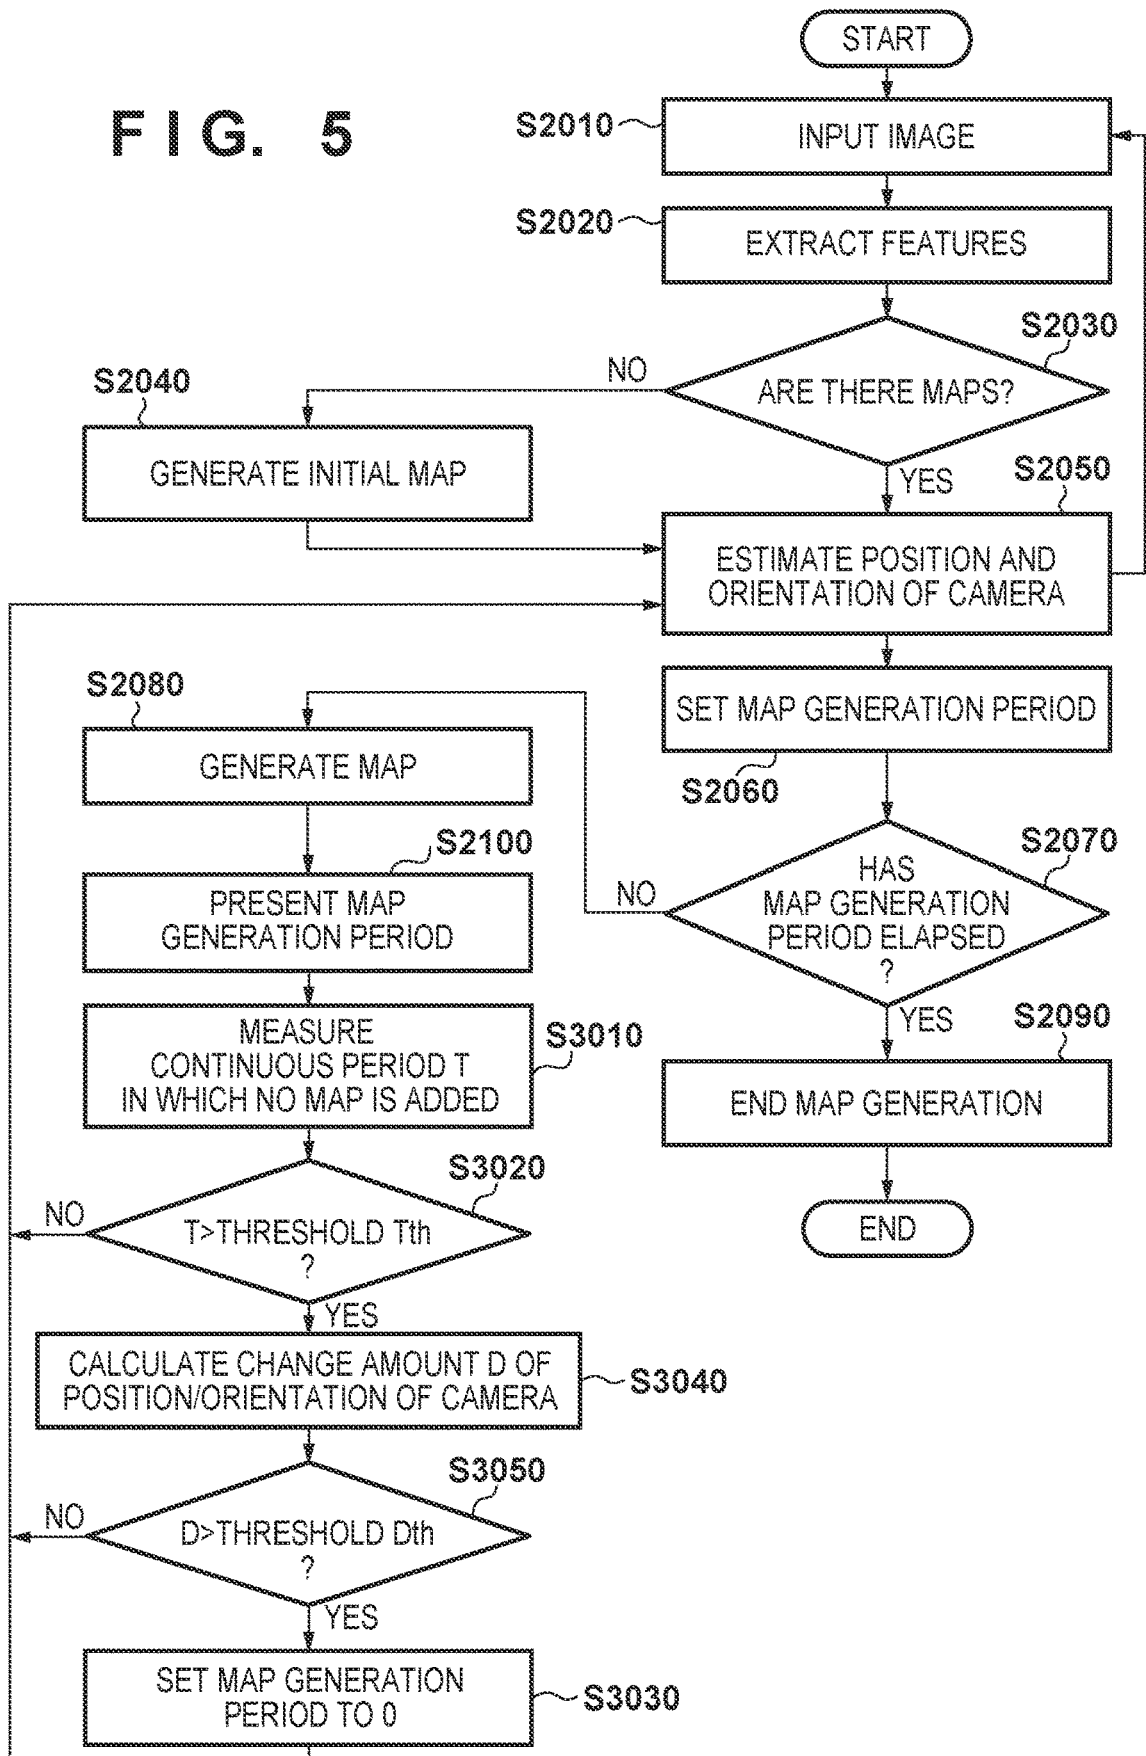 START
FIG. 5
S2010
INPUT IMAGE
S2020
EXTRACT FEATURES
S2030
NO
ARE THERE MAPS?
S2040
GENERATE INITIAL MAP
YES
S2050
ESTIMATE POSITION AND
ORIENTATION OF CAMERA
S2080
SET MAP GENERATION PERIOD
GENERATE MAP
S2060
S2100
S2070
HAS
MAP GENERATION
PERIOD ELAPSED
?
NO
PRESENT MAP
GENERATION PERIOD
YES
S2090
MEASURE
CONTINUOUS PERIOD T
IN WHICH NO MAP IS ADDED
S3010
END MAP GENERATION
S3020
NO
T>THRESHOLD Tth
?
END
YES
CALCULATE CHANGE AMOUNT D OF
POSITION/ORIENTATION OF CAMERA
S3040
S3050
NO
D>THRESHOLD Dth
?
YES
SET MAP GENERATION
PERIOD TO 0
S3030